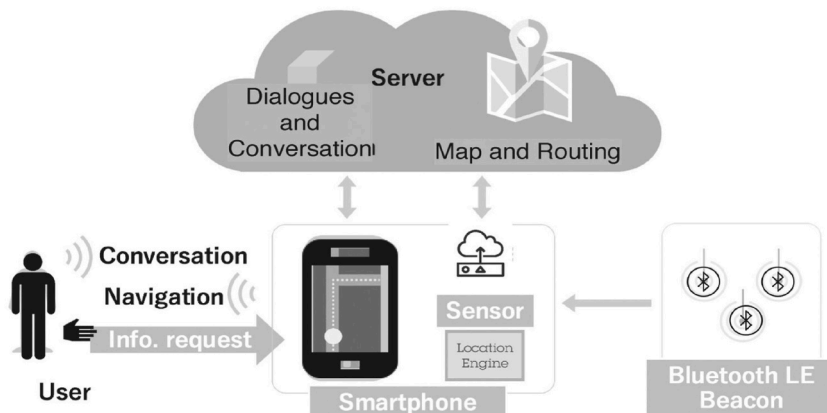 Server
Dialogues
and
Conversation
Map and Routing
Conversation
Navigation
Info. request
User
Sensor
Location
Engine
Smartphone
Bluetooth LE
Beacon